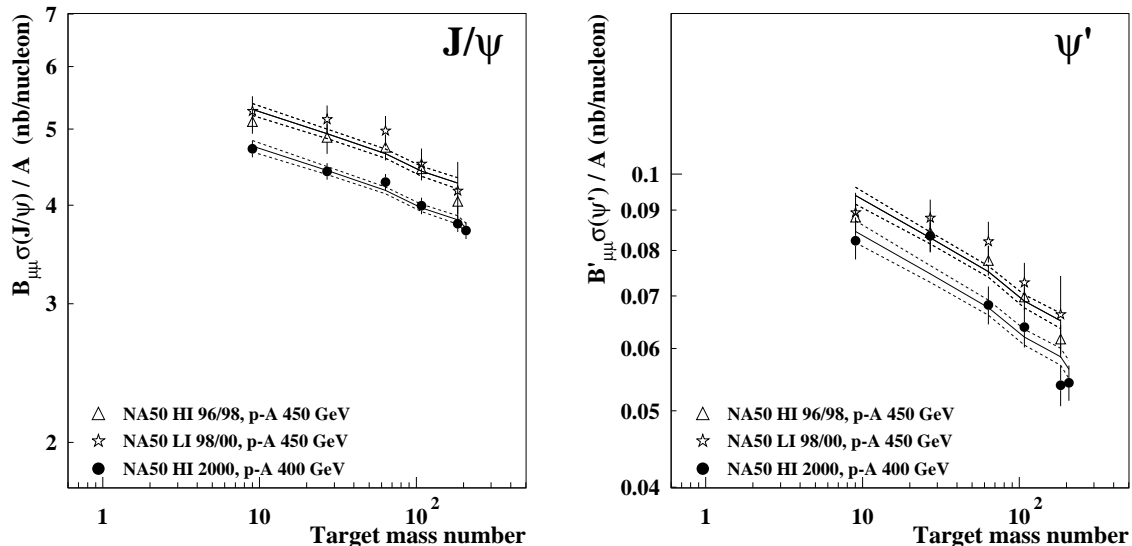 J/ψ
B_μμσ(J/ψ) / A (nb/nucleon)
7
6
5
4
3
2
△ NA50 HI 96/98, p-A 450 GeV
☆ NA50 LI 98/00, p-A 450 GeV
● NA50 HI 2000, p-A 400 GeV
1
10
10²
Target mass number
ψ'
B'_μμσ(ψ') / A (nb/nucleon)
0.1
0.09
0.08
0.07
0.06
0.05
0.04
△ NA50 HI 96/98, p-A 450 GeV
☆ NA50 LI 98/00, p-A 450 GeV
● NA50 HI 2000, p-A 400 GeV
1
10
10²
Target mass number